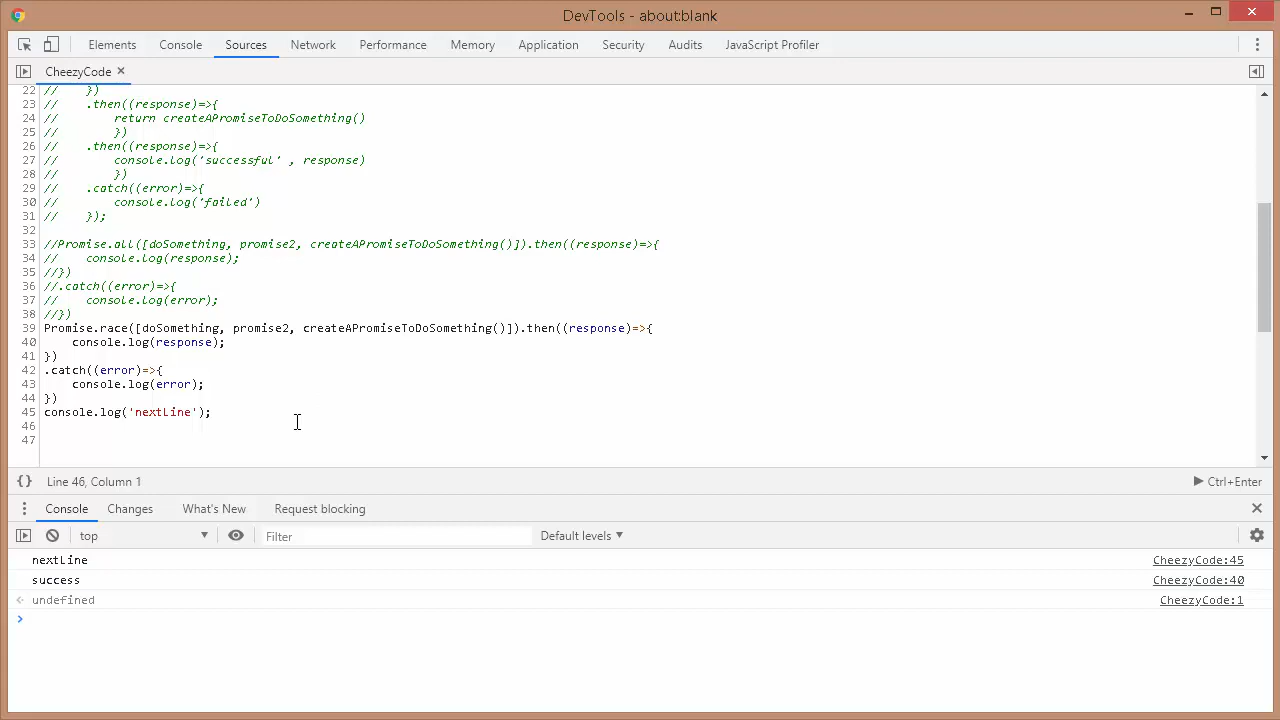 DevTools - about:blank
Elements Console Sources Network Performance Memory Application Security Audits JavaScript Profiler
CheezyCode
22 //    })
23 //    .then((response)=>{
24 //        return createAPromiseToDoSomething()
25 //        })
26 //    .then((response)=>{
27 //        console.log('successful' , response)
28 //        })
29 //    .catch((error)=>{
30 //        console.log('failed')
31 //    });
32
33 //Promise.all([doSomething, promise2, createAPromiseToDoSomething()]).then((response)=>{
34 //    console.log(response);
35 //})
36 //.catch((error)=>{
37 //    console.log(error);
38 //})
39 Promise.race([doSomething, promise2, createAPromiseToDoSomething()]).then((response)=>{
40     console.log(response);
41 })
42 .catch((error)=>{
43     console.log(error);
44 })
45 console.log('nextLine');
46
47
{} Line 46, Column 1 Ctrl+Enter
Console Changes What's New Request blocking
top Filter Default levels
nextLine CheezyCode:45
success CheezyCode:40
undefined CheezyCode:1